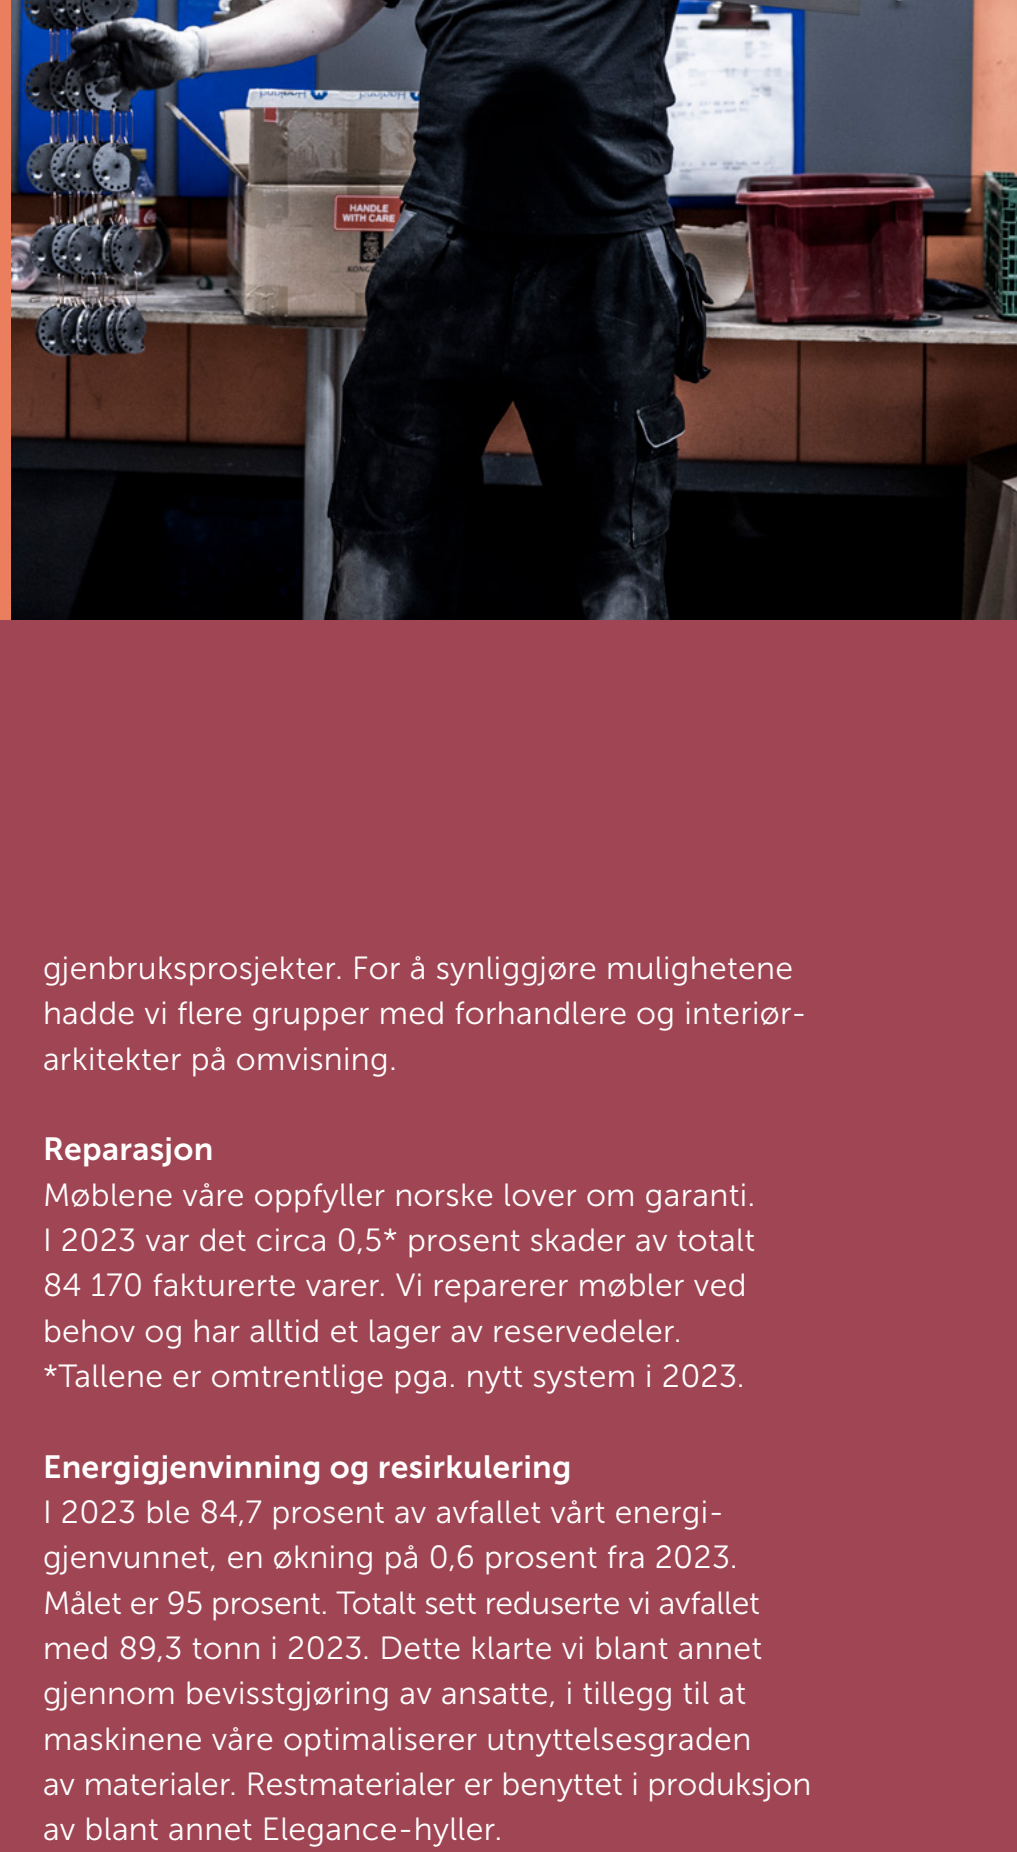 HANDLE
WITH CARE
gjenbruksprosjekter. For å synliggjøre mulighetene
hadde vi flere grupper med forhandlere og interiør-
arkitekter på omvisning.
Reparasjon
Møblene våre oppfyller norske lover om garanti.
I 2023 var det circa 0,5* prosent skader av totalt
84 170 fakturerte varer. Vi reparerer møbler ved
behov og har alltid et lager av reservedeler.
*Tallene er omtrentlige pga. nytt system i 2023.
Energigjenvinning og resirkulering
I 2023 ble 84,7 prosent av avfallet vårt energi-
gjenvunnet, en økning på 0,6 prosent fra 2023.
Målet er 95 prosent. Totalt sett reduserte vi avfallet
med 89,3 tonn i 2023. Dette klarte vi blant annet
gjennom bevisstgjøring av ansatte, i tillegg til at
maskinene våre optimaliserer utnyttelsesgraden
av materialer. Restmaterialer er benyttet i produksjon
av blant annet Elegance-hyller.